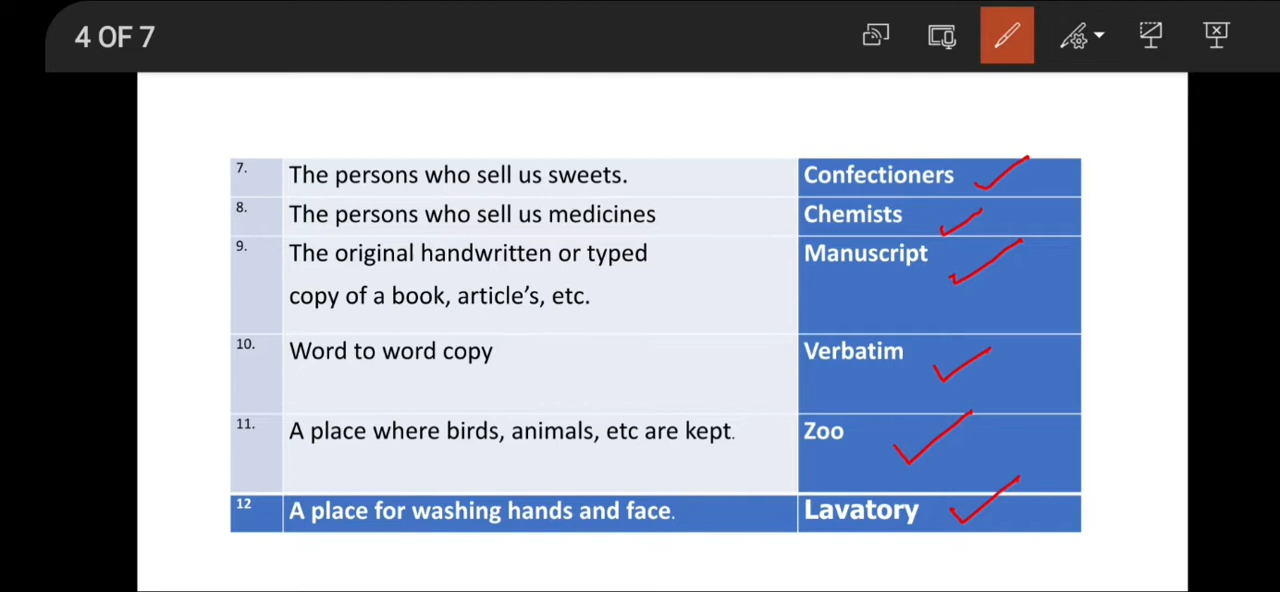 4 OF 7
7. The persons who sell us sweets. Confectioners
8. The persons who sell us medicines Chemists
9. The original handwritten or typed Manuscript
copy of a book, article’s, etc.
10. Word to word copy Verbatim
11. A place where birds, animals, etc are kept. Zoo
12 A place for washing hands and face. Lavatory